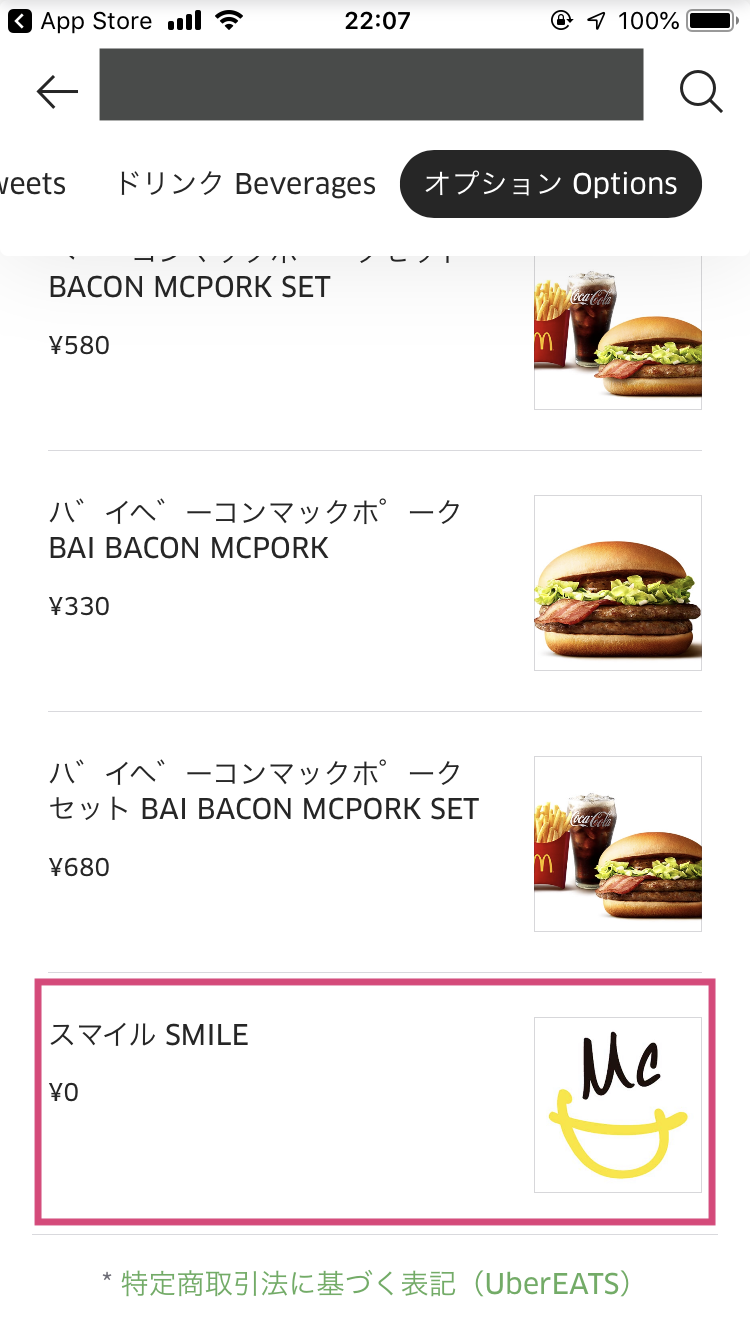 App Store
22:07
100%
weets
ドリンク Beverages
オプション Options
BACON MCPORK SET
¥580
バイベーコンマックポーク
BAI BACON MCPORK
¥330
バイベーコンマックポーク
セット BAI BACON MCPORK SET
¥680
スマイル SMILE
¥0
Mc
* 特定商取引法に基づく表記（UberEATS）
Coca-Cola
Coca-Cola